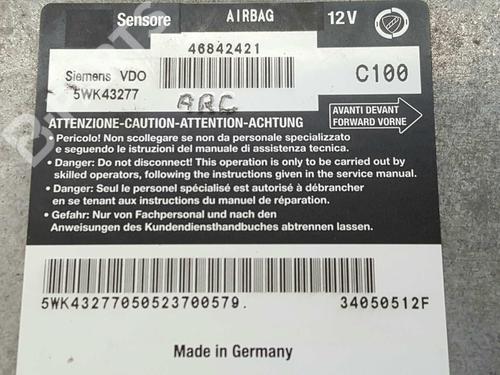 Sensore AIRBAG 12V
46842421
Siemens VDO
5WK43277
C100
ARC
AVANTI DEVANT
FORWARD VORNE
ATTENZIONE-CAUTION-ATTENTION-ACHTUNG
• Pericolo! Non scollegare se non da personale specializzato
e seguendo le istruzioni del manuale di assistenza tecnica.
• Danger: Do not disconnect! This operation is only to be carried out by
skilled operators, following the instructions given in the service manual.
• Danger: Seul le personnel spécialisé est autorisé à débrancher
en se tenant aux instructions du manuel de réparation.
• Gefahr: Nur von Fachpersonal und nach den
Anweisungen des Kundendiensthandbuches abtrennen lassen.
5WK43277050523700579.
34050512F
Made in Germany